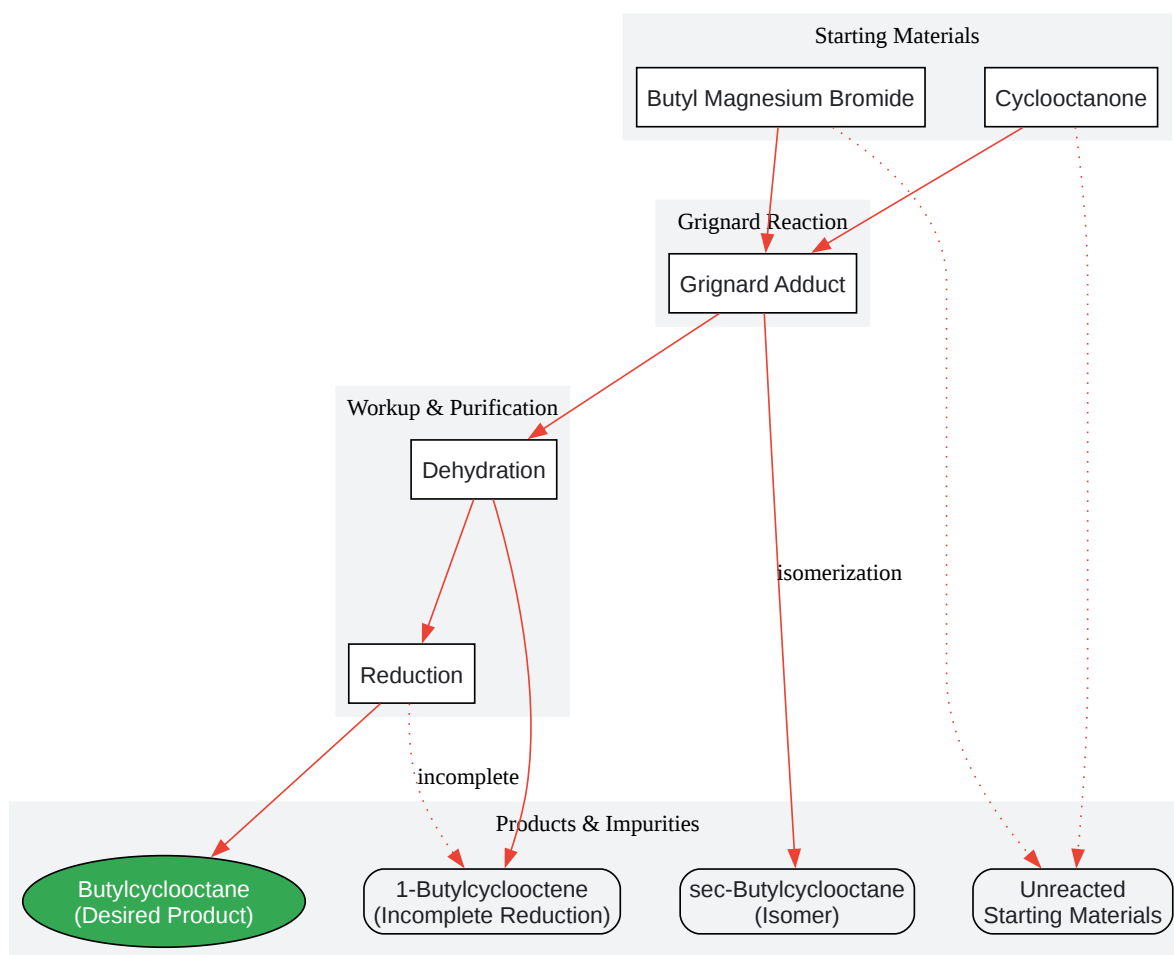 Starting Materials
Butyl Magnesium Bromide
Cyclooctanone
Grignard Reaction
Grignard Adduct
Workup & Purification
Dehydration
isomerization
Reduction
incomplete
Products & Impurities
Butylcyclooctane
(Desired Product)
1-Butylcyclooctene
(Incomplete Reduction)
sec-Butylcyclooctane
(Isomer)
Unreacted
Starting Materials